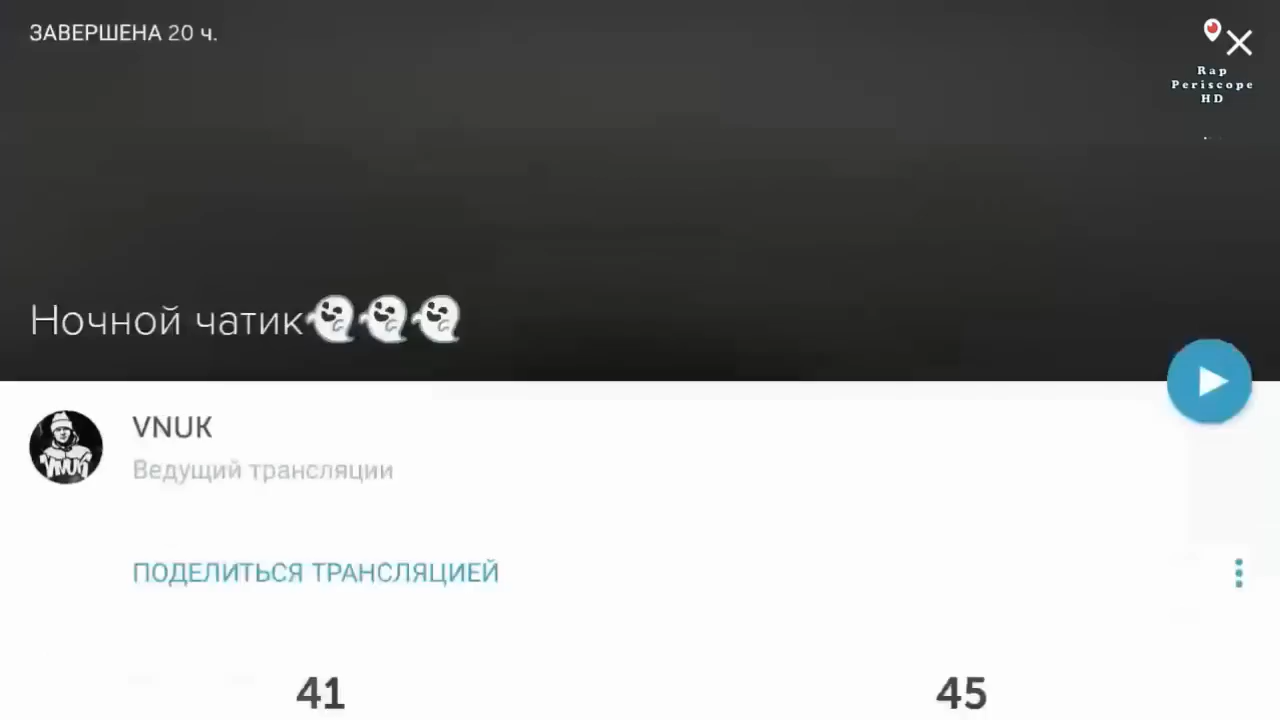 ЗАВЕРШЕНА 20 ч.
Rap
Periscope
HD
Ночной чатик👻👻👻
VNUK
Ведущий трансляции
ПОДЕЛИТЬСЯ ТРАНСЛЯЦИЕЙ
41 45